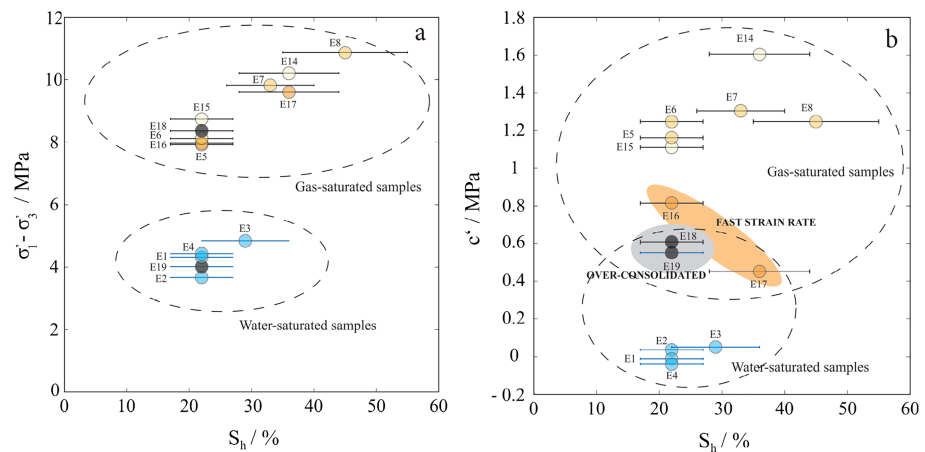 a
12
10
8
6
4
2
0
σ'₁- σ'₃ / MPa
E8
E14
E7
E17
E15
E18
E6
E16
E5
Gas-saturated samples
E3
E4
E1
E19
E2
Water-saturated samples
0 10 20 30 40 50 60
Sₕ / %
b
1.8
1.6
1.4
1.2
1
0.8
0.6
0.4
0.2
0
- 0.2
c‘ / MPa
E14
E7
E6
E8
E5
E15
Gas-saturated samples
E16
FAST STRAIN RATE
E18
E19
OVER-CONSOLIDATED
E17
E2
E3
E1
E4
Water-saturated samples
0 10 20 30 40 50 60
Sₕ / %